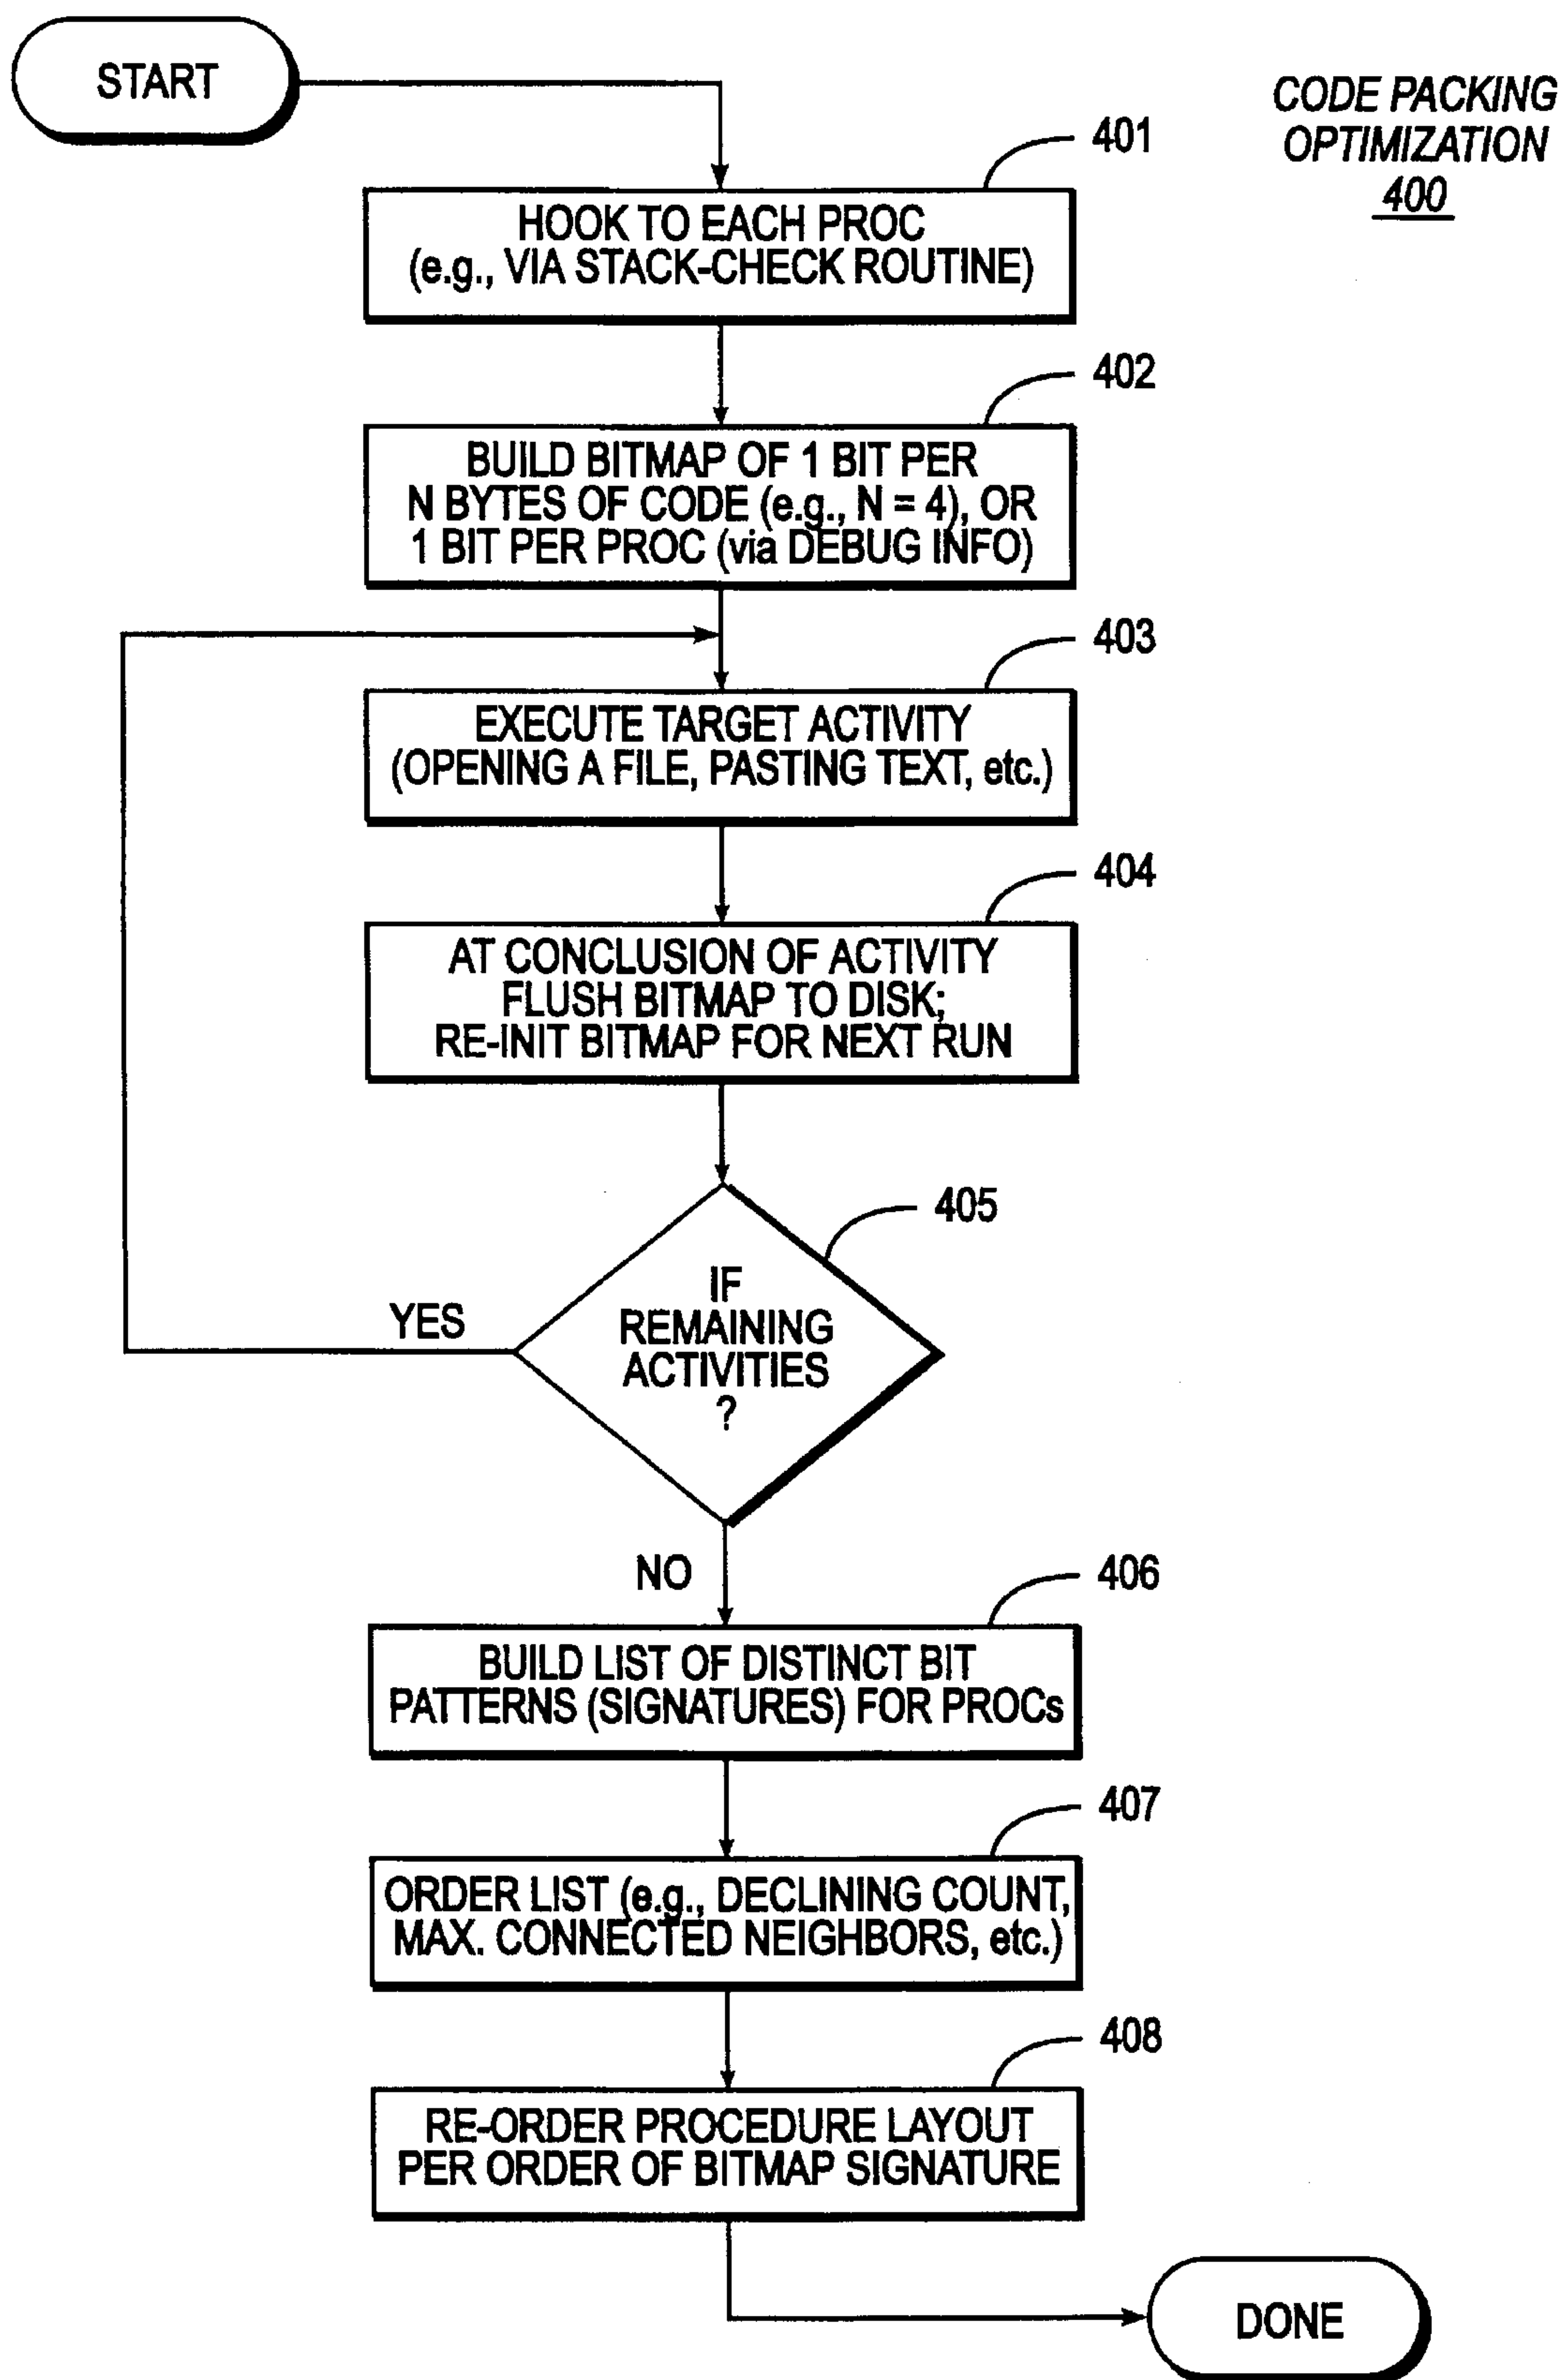 START
CODE PACKING
OPTIMIZATION
400
401
HOOK TO EACH PROC
(e.g., VIA STACK-CHECK ROUTINE)
402
BUILD BITMAP OF 1 BIT PER
N BYTES OF CODE (e.g., N = 4), OR
1 BIT PER PROC (via DEBUG INFO)
403
EXECUTE TARGET ACTIVITY
(OPENING A FILE, PASTING TEXT, etc.)
404
AT CONCLUSION OF ACTIVITY
FLUSH BITMAP TO DISK;
RE-INIT BITMAP FOR NEXT RUN
405
IF
REMAINING
ACTIVITIES
?
YES
NO
406
BUILD LIST OF DISTINCT BIT
PATTERNS (SIGNATURES) FOR PROCs
407
ORDER LIST (e.g., DECLINING COUNT,
MAX. CONNECTED NEIGHBORS, etc.)
408
RE-ORDER PROCEDURE LAYOUT
PER ORDER OF BITMAP SIGNATURE
DONE